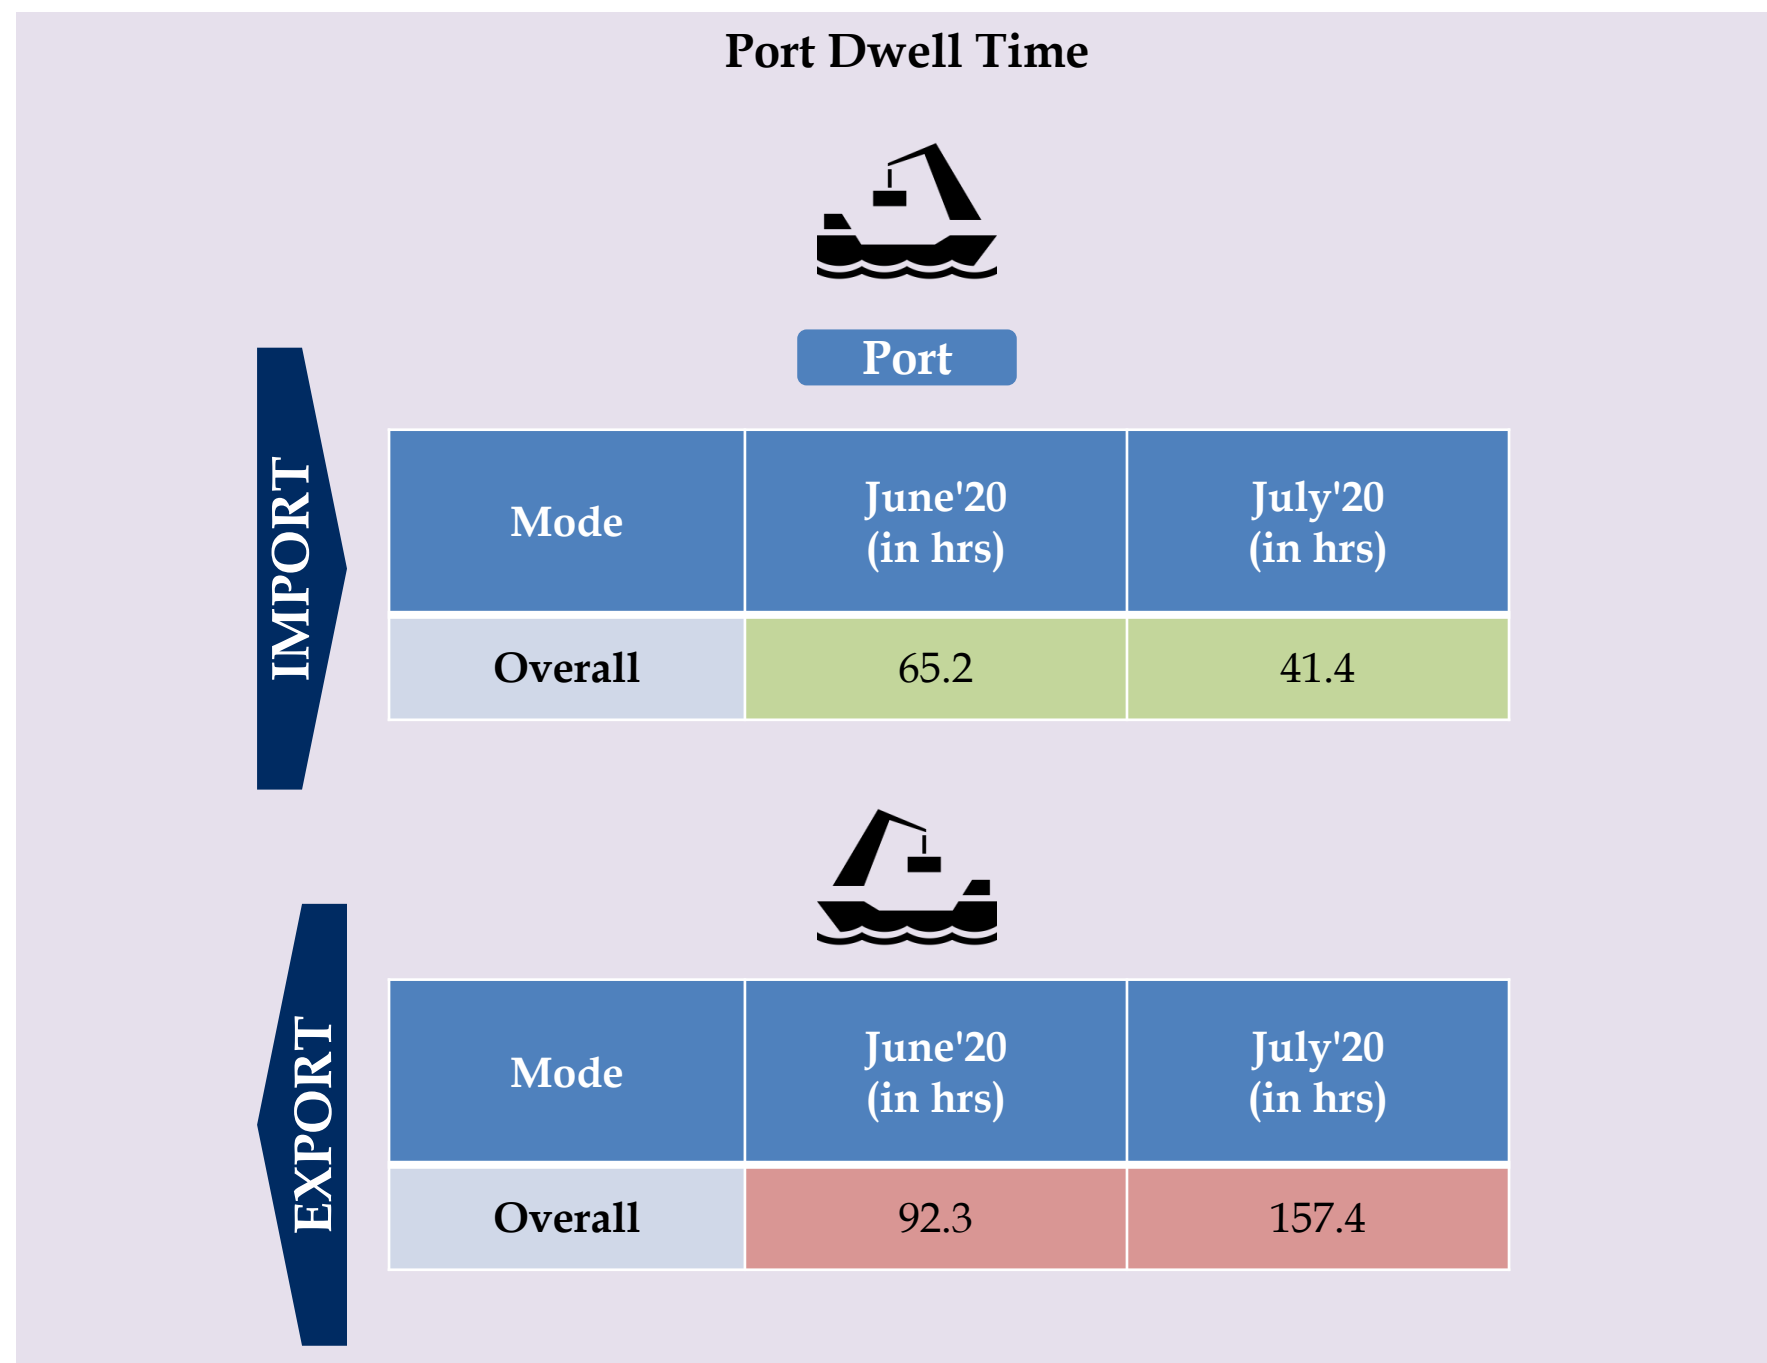 Port Dwell Time
Port
IMPORT
Mode
June'20
(in hrs)
July'20
(in hrs)
Overall
65.2
41.4
EXPORT
Mode
June'20
(in hrs)
July'20
(in hrs)
Overall
92.3
157.4